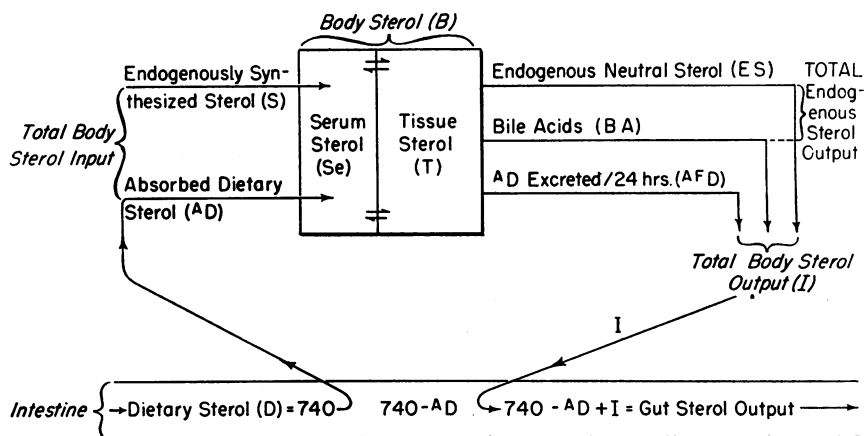 Body Sterol (B)
Endogenously Syn-
thesized Sterol (S)
Total Body
Sterol Input
Absorbed Dietary
Sterol (ᴬD)
Serum
Sterol
(Se)
Tissue
Sterol
(T)
Endogenous Neutral Sterol (ES)
Bile Acids (BA)
ᴬD Excreted/24 hrs. (AFD)
TOTAL
Endog-
enous
Sterol
Output
Total Body Sterol
Output (I)
I
Intestine
Dietary Sterol (D) = 740
740-ᴬD
740 -ᴬD + I = Gut Sterol Output